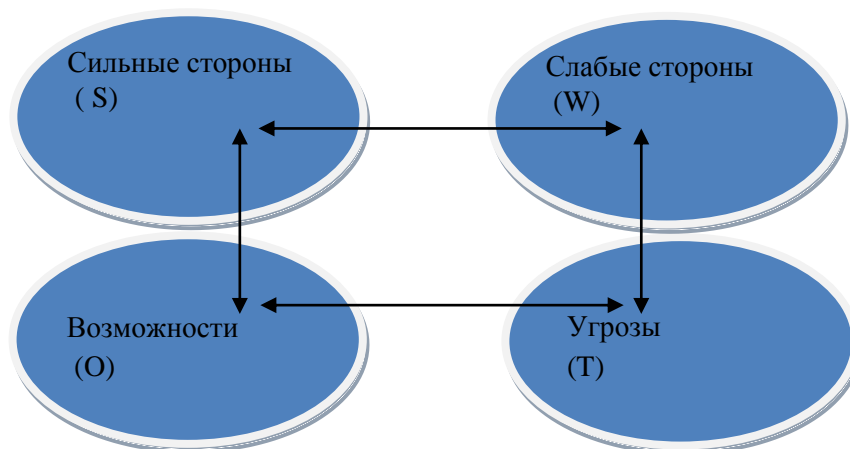 Сильные стороны
( S)
Слабые стороны
(W)
Возможности
(O)
Угрозы
(T)